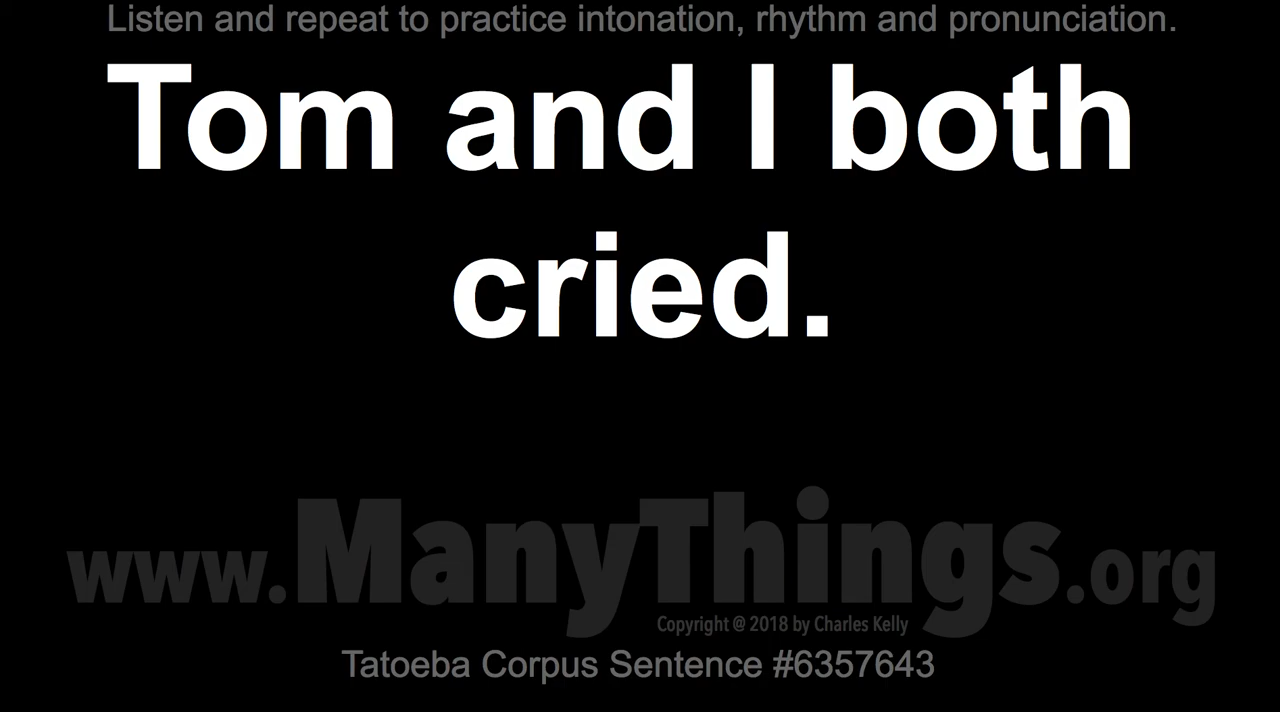 Listen and repeat to practice intonation, rhythm and pronunciation.
Tom and I both
cried.
www.ManyThings.org
Copyright @ 2018 by Charles Kelly
Tatoeba Corpus Sentence #6357643